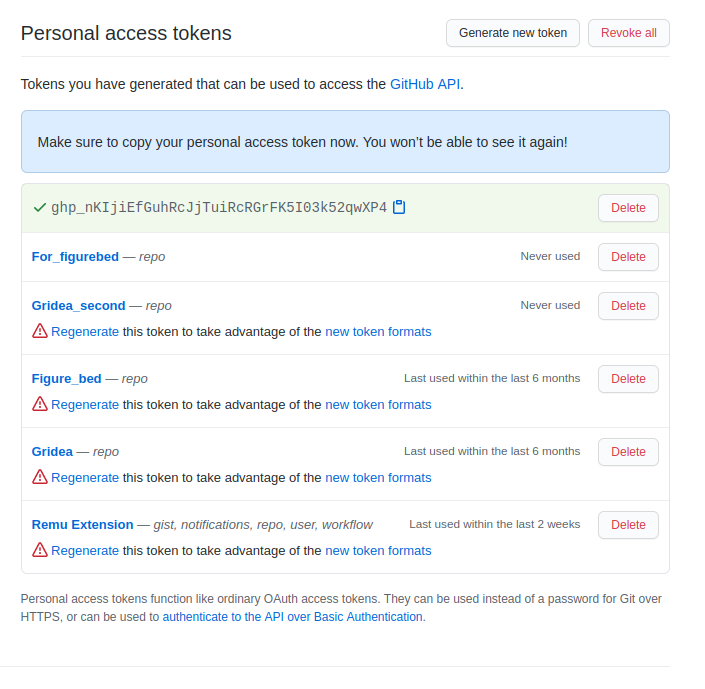 Personal access tokens
Generate new token
Revoke all
Tokens you have generated that can be used to access the GitHub API.
Make sure to copy your personal access token now. You won’t be able to see it again!
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
Delete
For_figurebed — repo
Never used
Delete
Gridea_second — repo
Never used
Delete
Regenerate this token to take advantage of the new token formats
Figure_bed — repo
Last used within the last 6 months
Delete
Regenerate this token to take advantage of the new token formats
Gridea — repo
Last used within the last 6 months
Delete
Regenerate this token to take advantage of the new token formats
Remu Extension — gist, notifications, repo, user, workflow
Last used within the last 2 weeks
Delete
Regenerate this token to take advantage of the new token formats
Personal access tokens function like ordinary OAuth access tokens. They can be used instead of a password for Git over
HTTPS, or can be used to authenticate to the API over Basic Authentication.